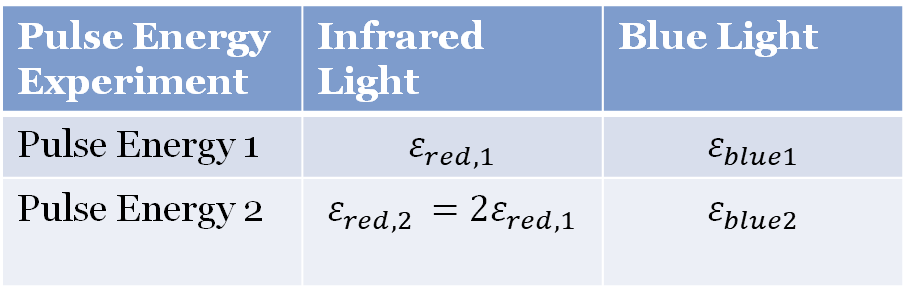 Pulse Energy Experiment Infrared Light Blue Light
Pulse Energy 1 𝜀_{red,1} 𝜀_{blue1}
Pulse Energy 2 𝜀_{red,2} = 2𝜀_{red,1} 𝜀_{blue2}